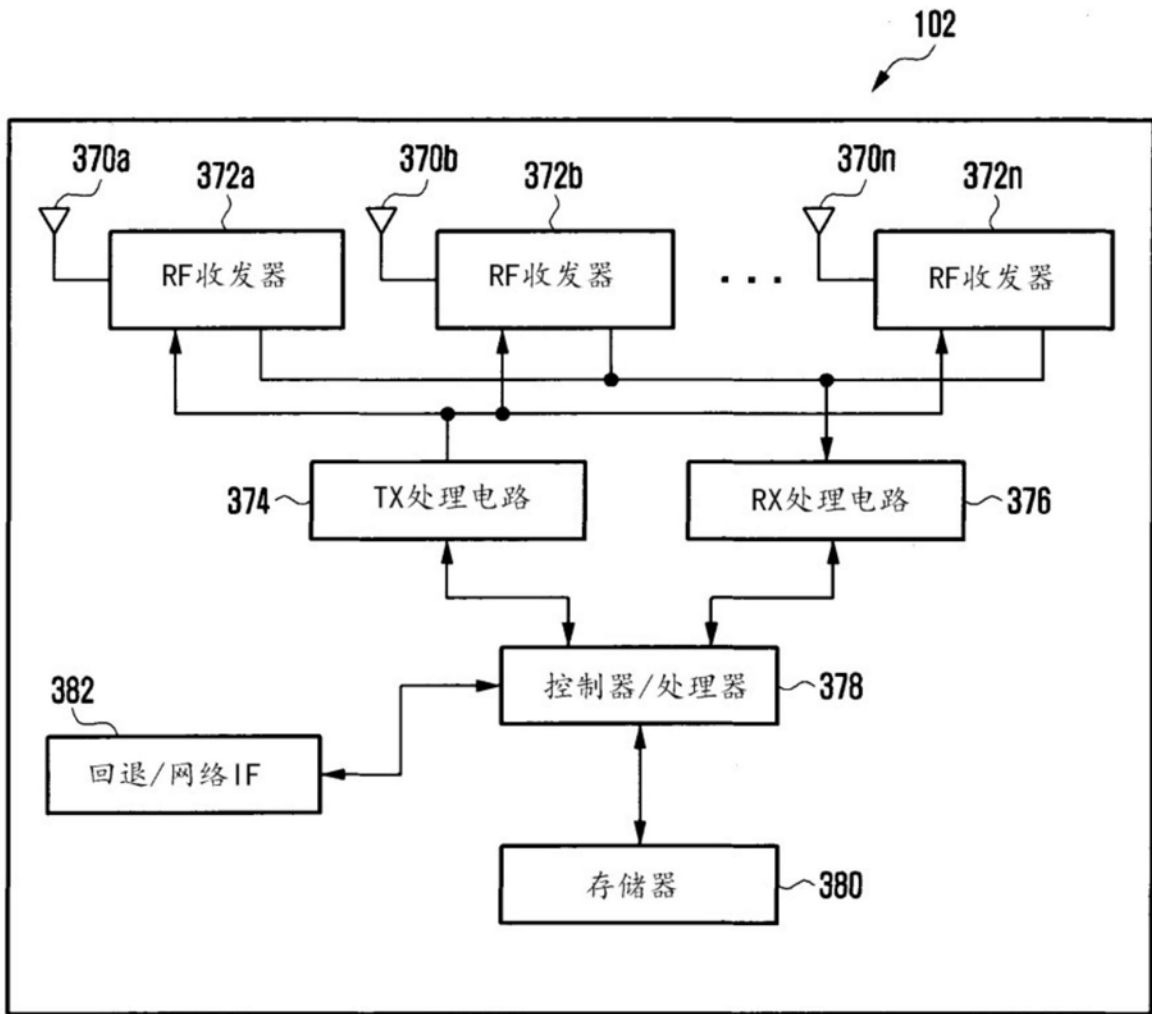 102
370a
372a
370b
372b
370n
372n
RF收发器
RF收发器
...
RF收发器
374
TX处理电路
RX处理电路
376
控制器/处理器
378
382
回退/网络IF
存储器
380